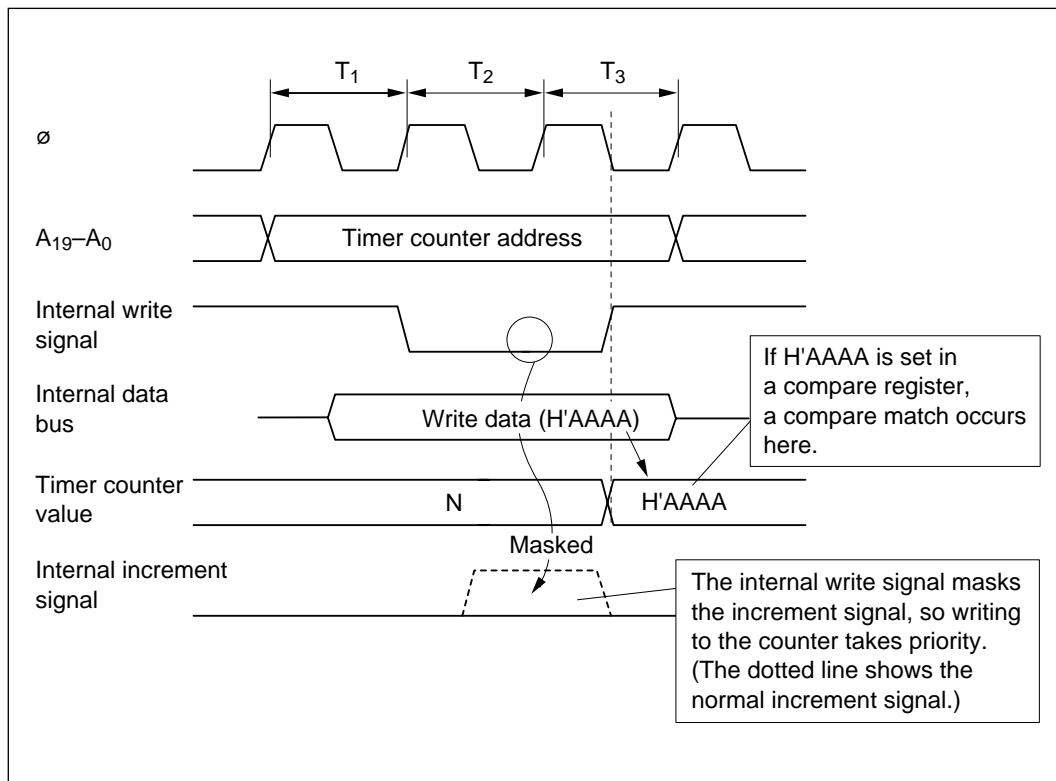 T1 T2 T3
ø
A19–A0
Timer counter address
Internal write
signal
If H'AAAA is set in
a compare register,
a compare match occurs
here.
Internal data
bus
Write data (H'AAAA)
Timer counter
value
N
H'AAAA
Masked
Internal increment
signal
The internal write signal masks
the increment signal, so writing
to the counter takes priority.
(The dotted line shows the
normal increment signal.)